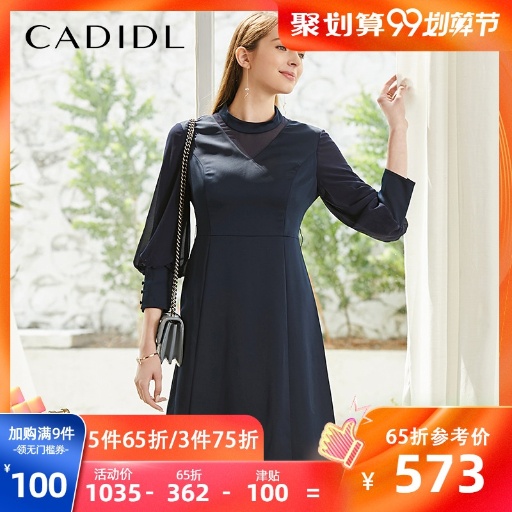 CADIDL
聚划算99划算节
加购满9件
-领无门槛券-
¥100
5件65折/3件75折
活动价 65折 津贴
1035- 362 - 100 =
65折参考价
¥ 573